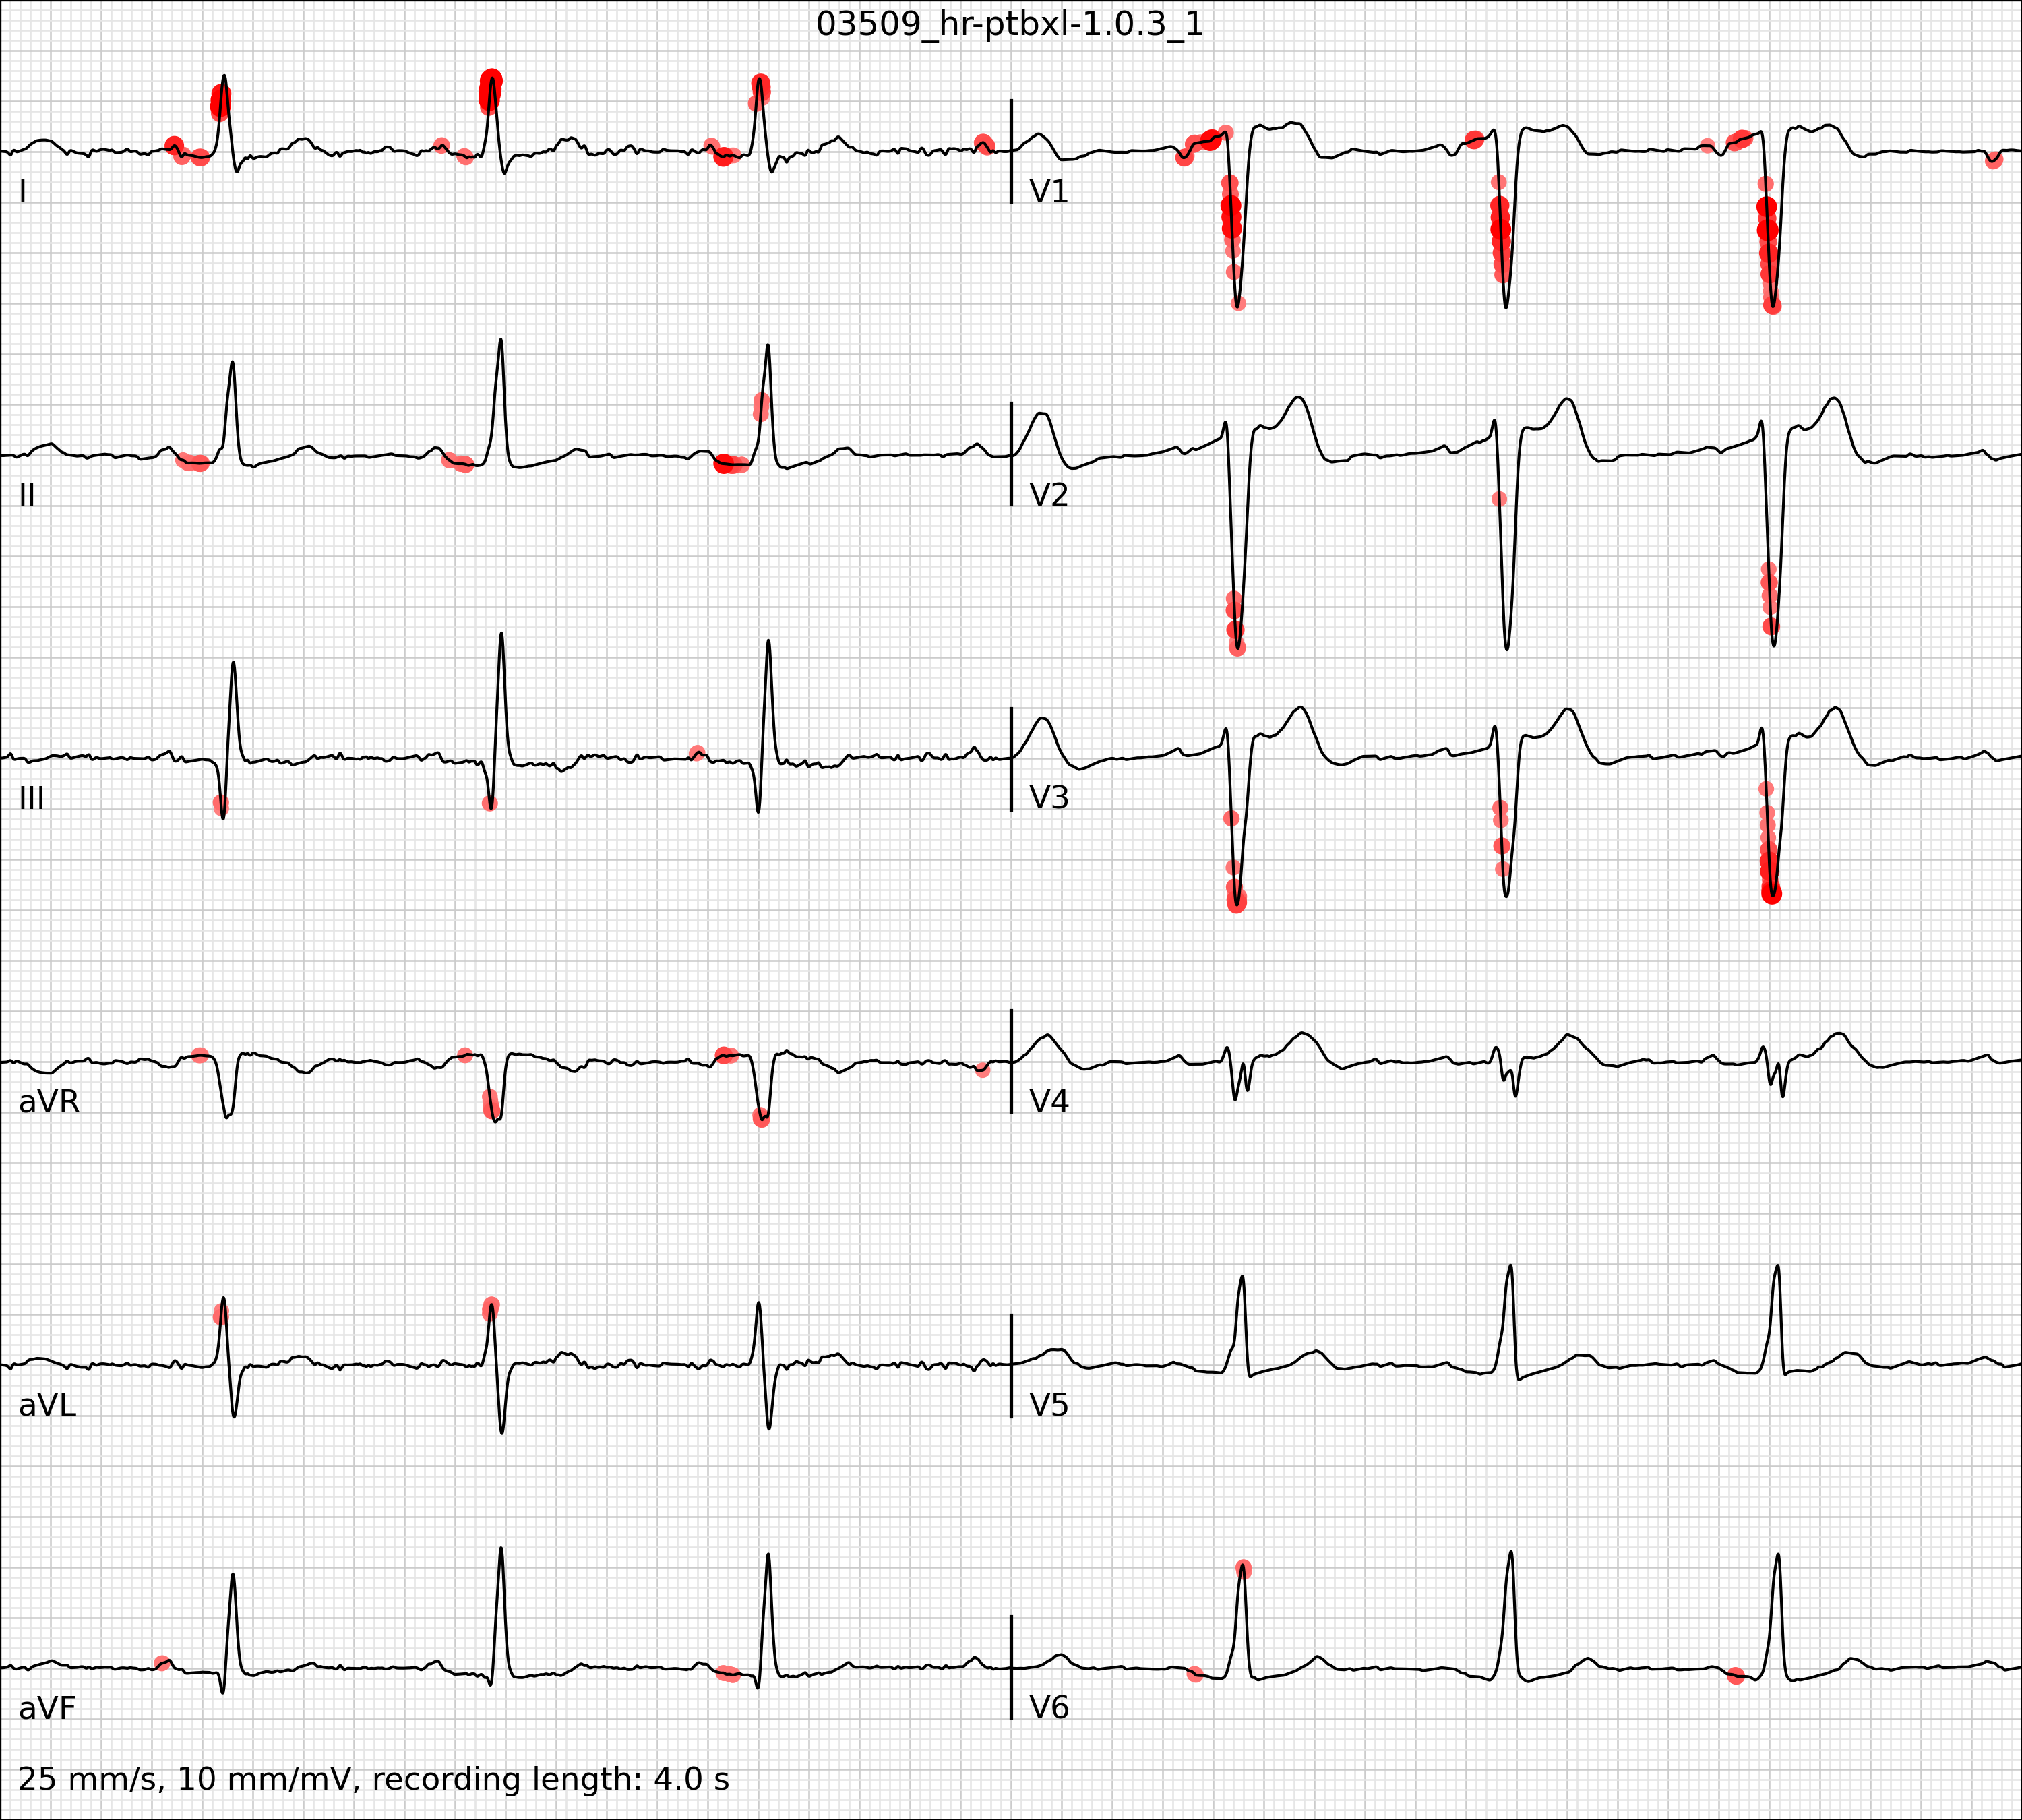 03509_hr-ptbxl-1.0.3_1
I
V1
II
V2
III
V3
aVR
V4
aVL
V5
aVF
V6
25 mm/s, 10 mm/mV, recording length: 4.0 s